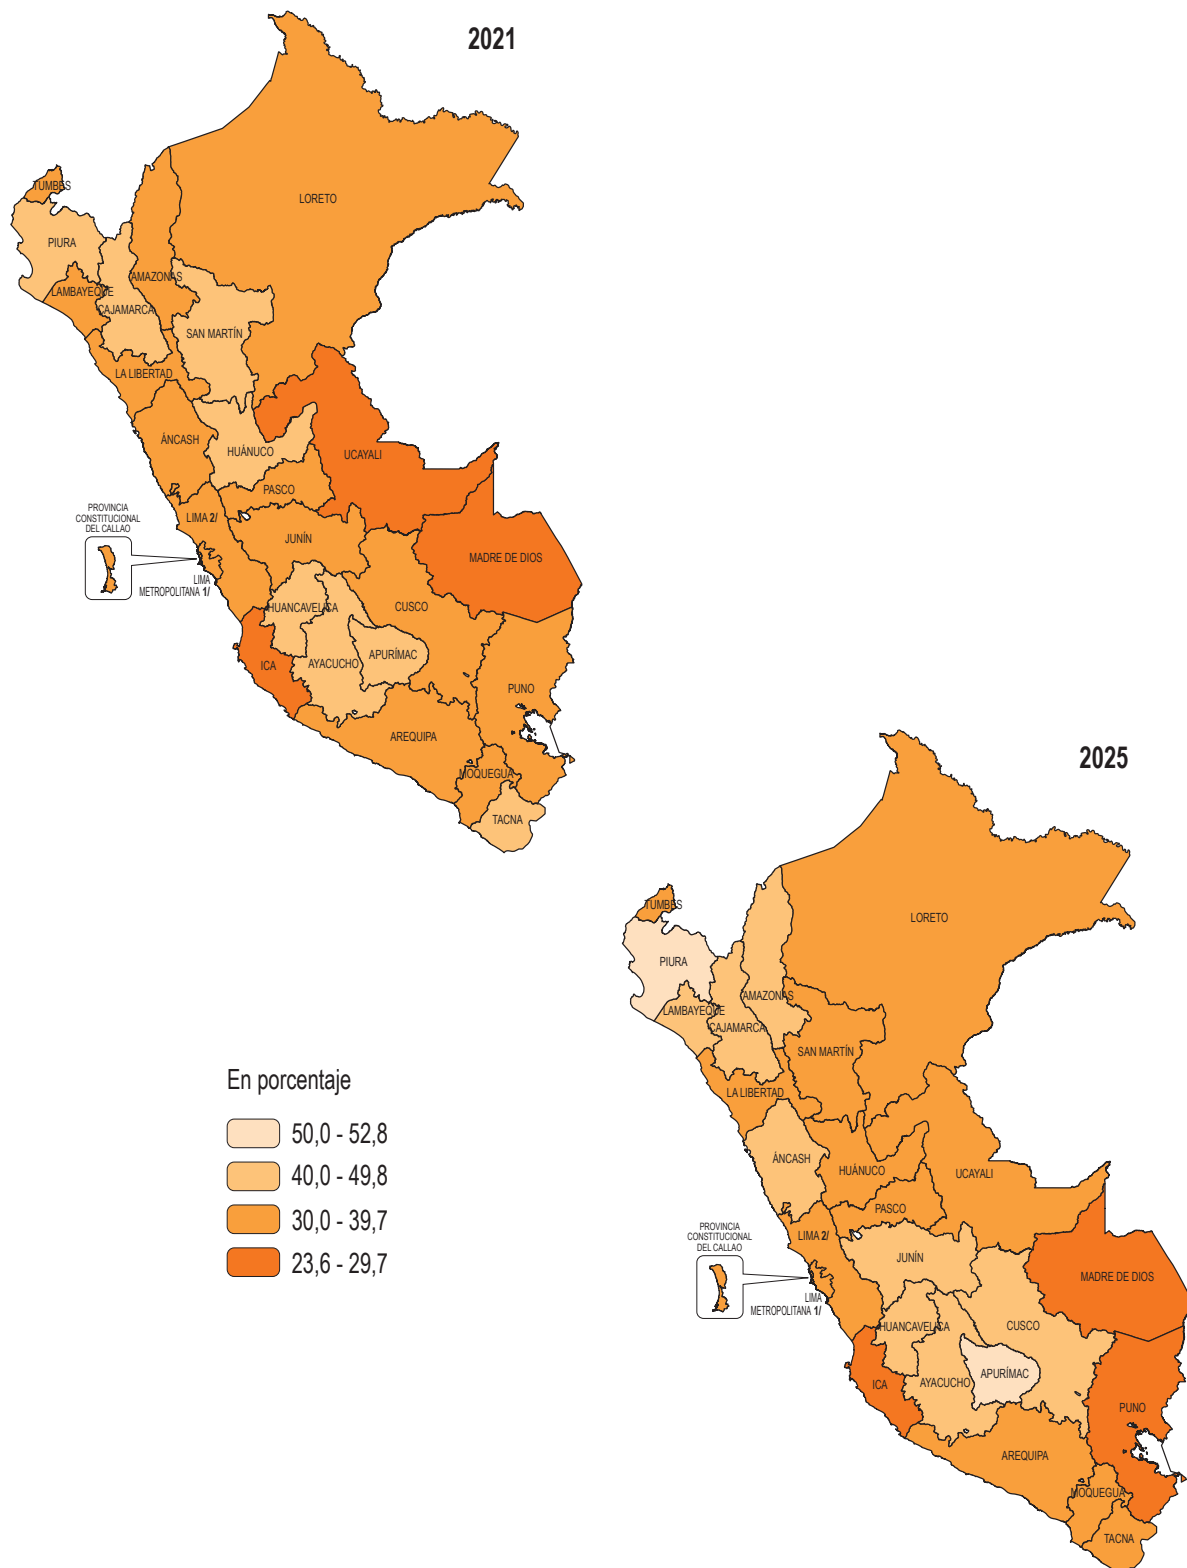 2021
LORETO
TUMBES
PIURA
AMAZONAS
LAMBAYEQUE
CAJAMARCA
SAN MARTÍN
LA LIBERTAD
ÁNCASH
HUÁNUCO
UCAYALI
PASCO
PROVINCIA
CONSTITUCIONAL
DEL CALLAO
LIMA 2/
JUNÍN
MADRE DE DIOS
LIMA
METROPOLITANA 1/
HUANCAVELICA
CUSCO
APURÍMAC
AYACUCHO
ICA
PUNO
AREQUIPA
MOQUEGUA
TACNA
2025
TUMBES
LORETO
PIURA
AMAZONAS
LAMBAYEQUE
CAJAMARCA
SAN MARTÍN
LA LIBERTAD
ÁNCASH
HUÁNUCO
UCAYALI
PASCO
PROVINCIA
CONSTITUCIONAL
DEL CALLAO
LIMA 2/
JUNÍN
MADRE DE DIOS
LIMA
METROPOLITANA 1/
HUANCAVELICA
CUSCO
APURÍMAC
AYACUCHO
ICA
PUNO
AREQUIPA
MOQUEGUA
TACNA
En porcentaje
50,0 - 52,8
40,0 - 49,8
30,0 - 39,7
23,6 - 29,7